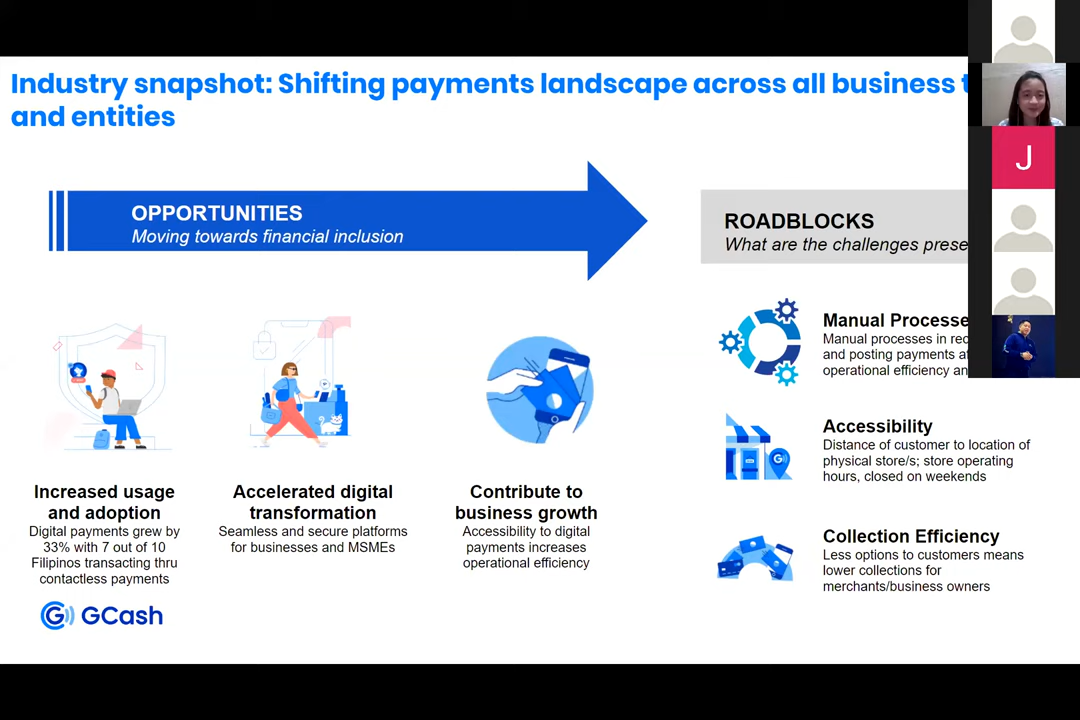 Industry snapshot: Shifting payments landscape across all business
and entities
OPPORTUNITIES
Moving towards financial inclusion
Increased usage
and adoption
Digital payments grew by
33% with 7 out of 10
Filipinos transacting thru
contactless payments
Accelerated digital
transformation
Seamless and secure platforms
for businesses and MSMEs
Contribute to
business growth
Accessibility to digital
payments increases
operational efficiency
ROADBLOCKS
What are the challenges
Manual
Manual processes in
and posting payments
operational efficiency
Accessibility
Distance of customer to location of
physical store/s; store operating
hours, closed on weekends
Collection Efficiency
Less options to customers means
lower collections for
merchants/business owners
GCash
J